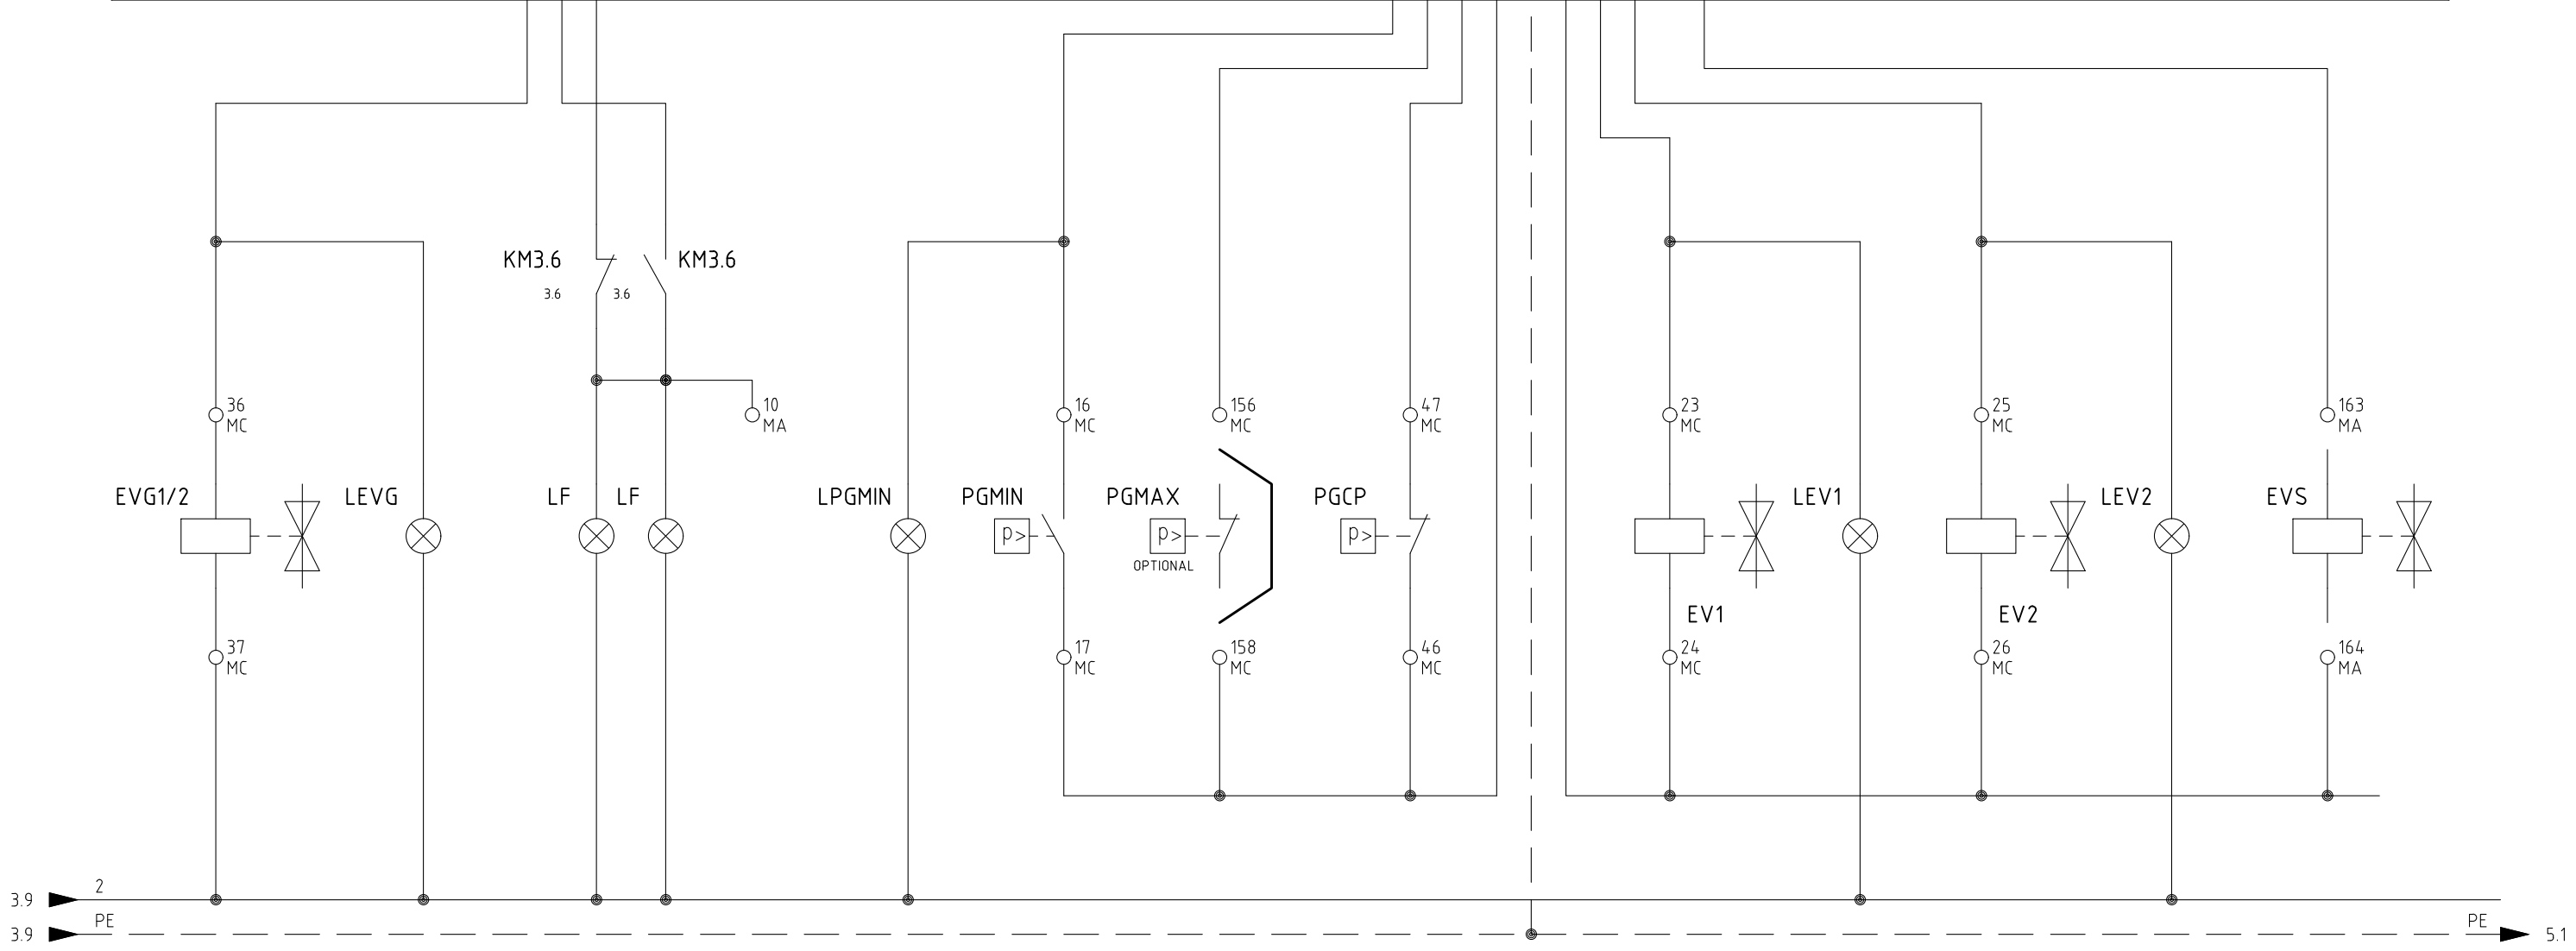 KM3.6
KM3.6
3.6
3.6
36
MC
10
MA
16
MC
156
MC
47
MC
23
MC
25
MC
163
MA
EVG1/2
LEVG
LF
LF
LPGMIN
PGMIN
PGMAX
PGCP
LEV1
LEV2
EVS
p>
p>
p>
OPTIONAL
EV1
EV2
37
MC
17
MC
158
MC
46
MC
24
MC
26
MC
164
MA
3.9
2
3.9
PE
PE
5.1